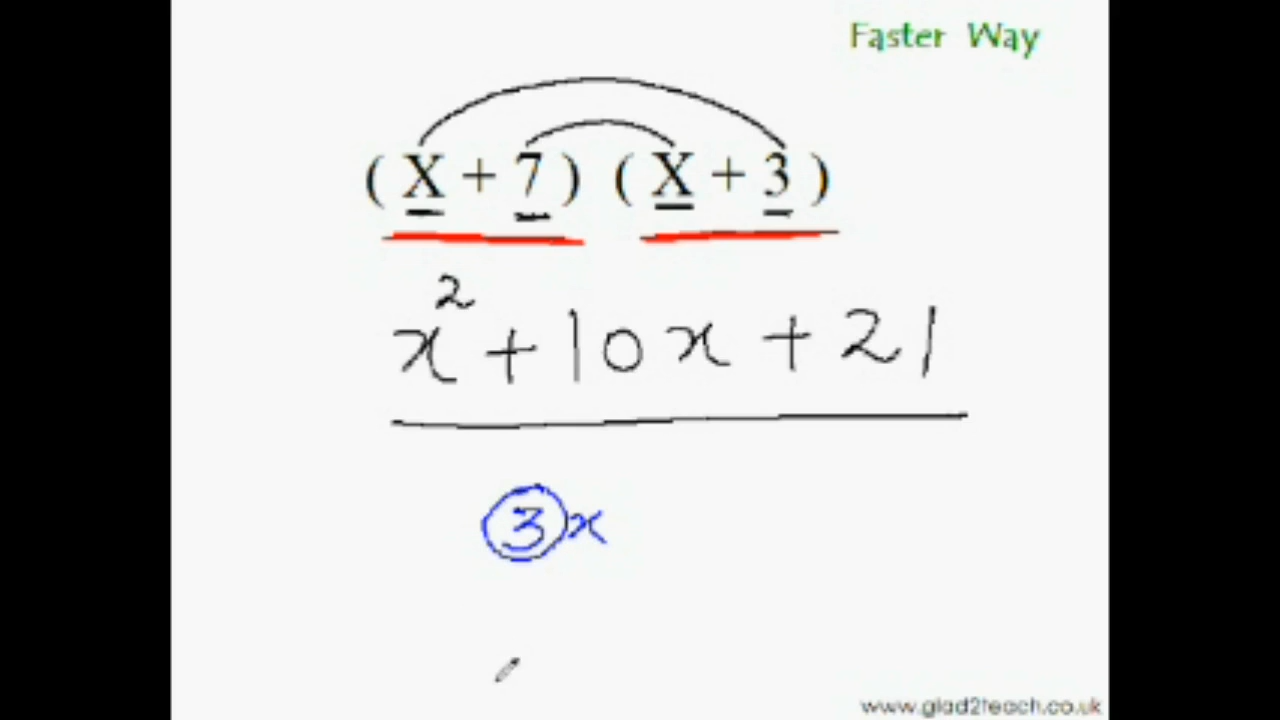 Faster Way
( X + 7 ) ( X + 3 )
x² + 10x + 21
3x
www.glad2teach.co.uk